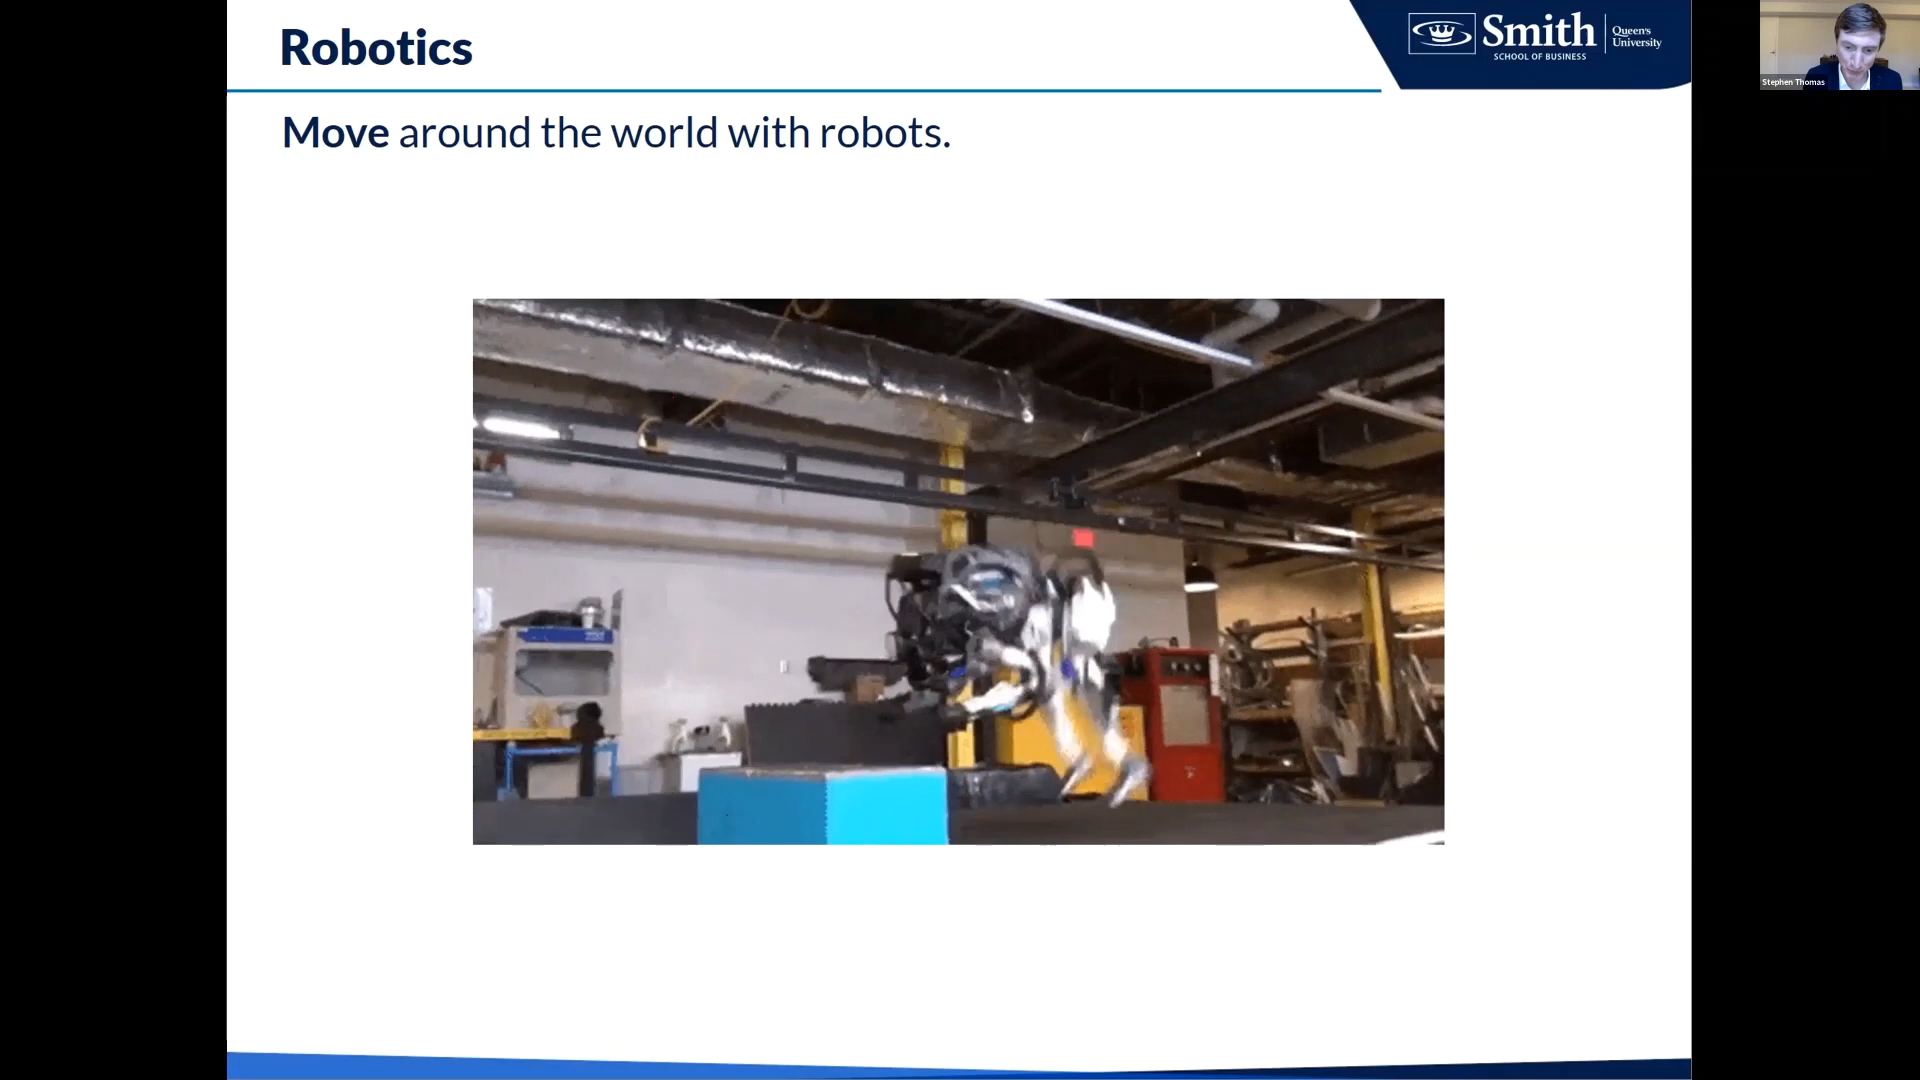 Robotics
Smith
SCHOOL OF BUSINESS
Queen's
University
Stephen Thomas
Move around the world with robots.